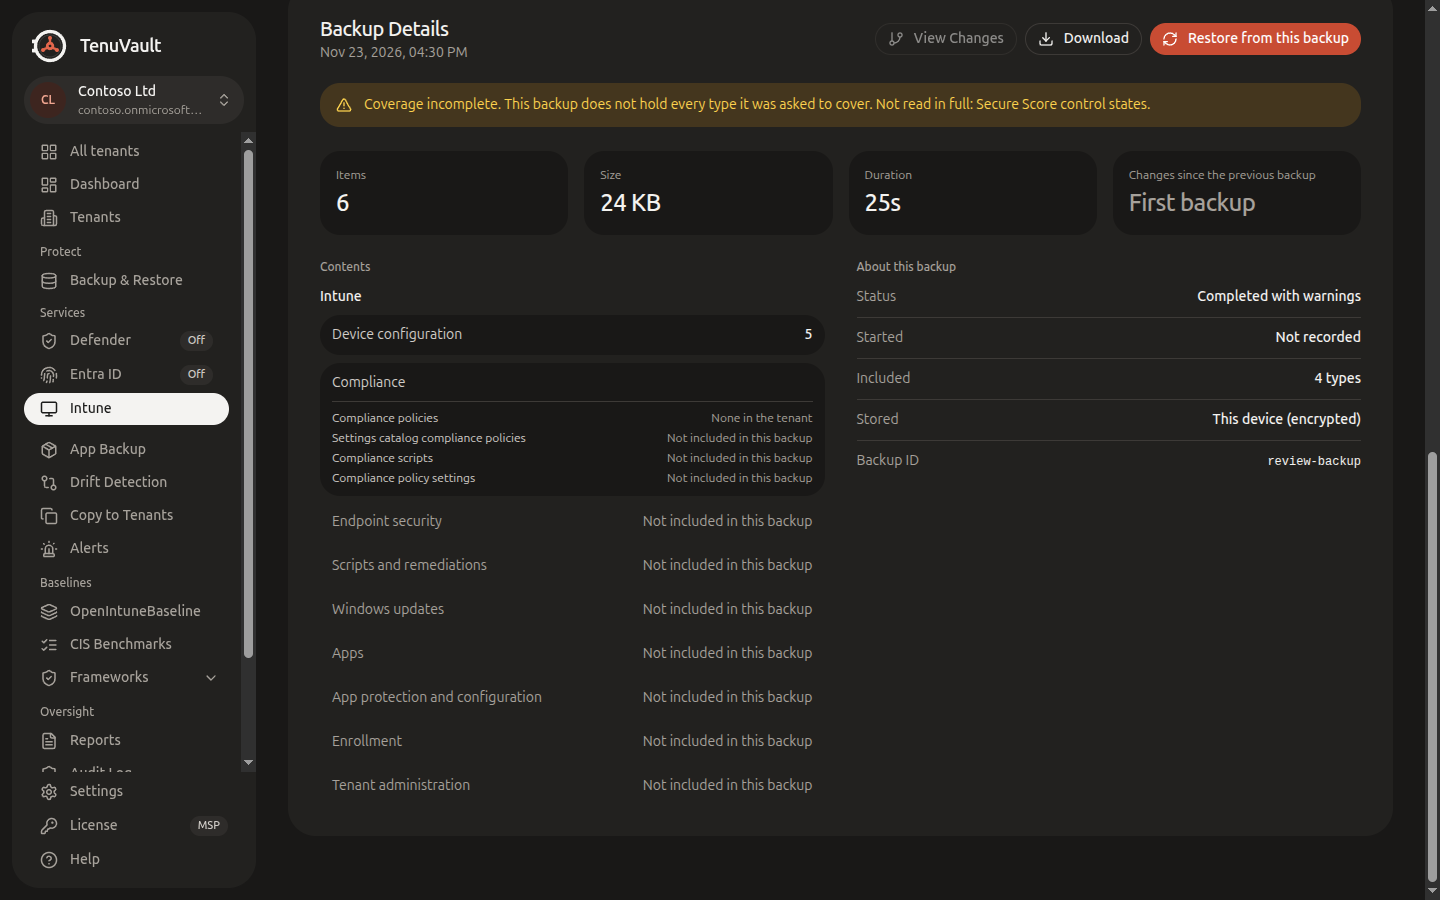 TenuVault
CL
Contoso Ltd
contoso.onmicrosoft...
All tenants
Dashboard
Tenants
Protect
Backup & Restore
Services
Defender Off
Entra ID Off
Intune
App Backup
Drift Detection
Copy to Tenants
Alerts
Baselines
OpenIntuneBaseline
CIS Benchmarks
Frameworks
Oversight
Reports
Audit Log
Settings
License MSP
Help
Backup Details
Nov 23, 2026, 04:30 PM
View Changes
Download
Restore from this backup
Coverage incomplete. This backup does not hold every type it was asked to cover. Not read in full: Secure Score control states.
Items
6
Size
24 KB
Duration
25s
Changes since the previous backup
First backup
Contents
Intune
Device configuration 5
Compliance
Compliance policies None in the tenant
Settings catalog compliance policies Not included in this backup
Compliance scripts Not included in this backup
Compliance policy settings Not included in this backup
Endpoint security Not included in this backup
Scripts and remediations Not included in this backup
Windows updates Not included in this backup
Apps Not included in this backup
App protection and configuration Not included in this backup
Enrollment Not included in this backup
Tenant administration Not included in this backup
About this backup
Status Completed with warnings
Started Not recorded
Included 4 types
Stored This device (encrypted)
Backup ID review-backup